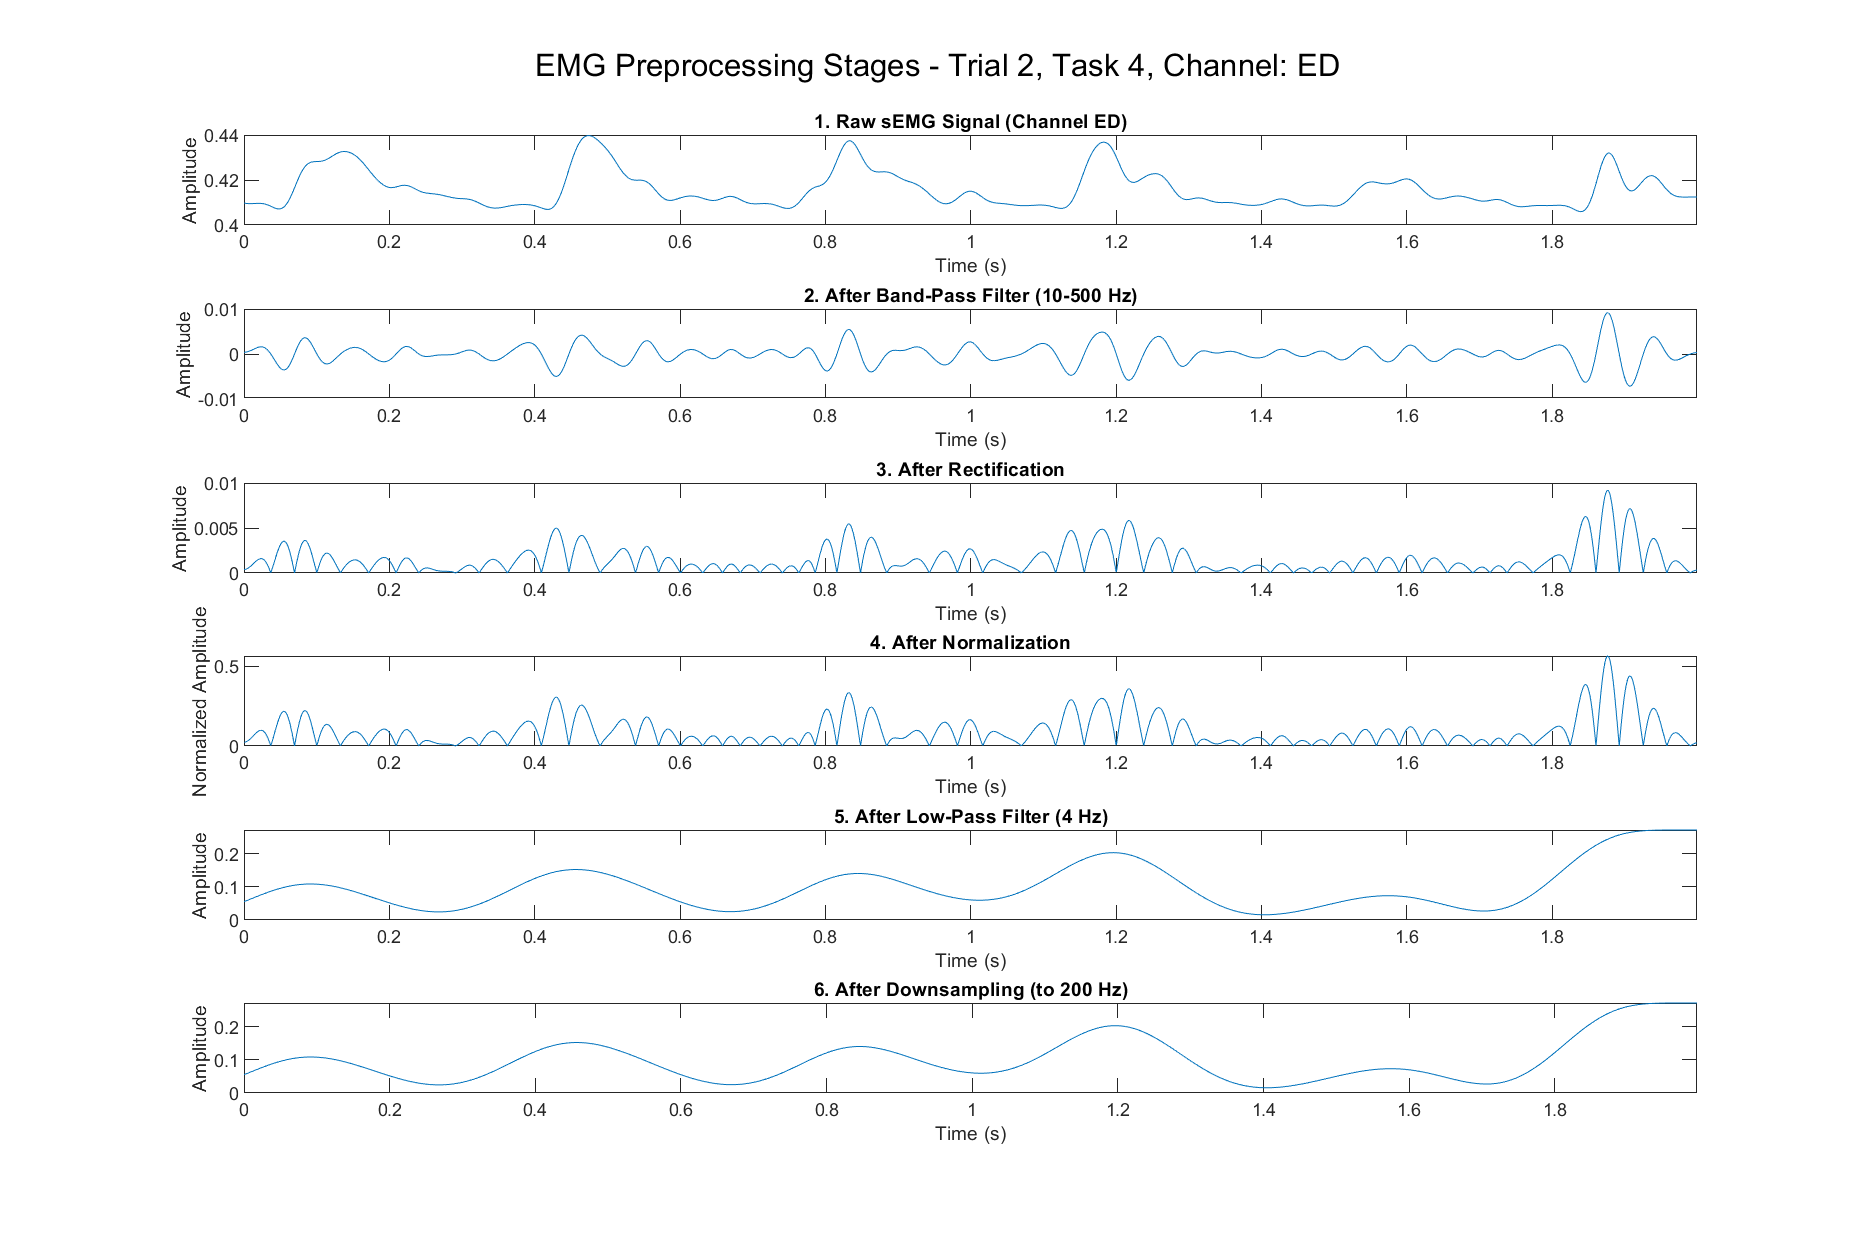 EMG Preprocessing Stages - Trial 2, Task 4, Channel: ED
1. Raw sEMG Signal (Channel ED)
Amplitude
0.44
0.42
0.4
0 0.2 0.4 0.6 0.8 1 1.2 1.4 1.6 1.8
Time (s)
2. After Band-Pass Filter (10-500 Hz)
Amplitude
0.01
0
-0.01
0 0.2 0.4 0.6 0.8 1 1.2 1.4 1.6 1.8
Time (s)
3. After Rectification
Amplitude
0.01
0.005
0
0 0.2 0.4 0.6 0.8 1 1.2 1.4 1.6 1.8
Time (s)
4. After Normalization
Normalized Amplitude
0.5
0
0 0.2 0.4 0.6 0.8 1 1.2 1.4 1.6 1.8
Time (s)
5. After Low-Pass Filter (4 Hz)
Amplitude
0.2
0.1
0
0 0.2 0.4 0.6 0.8 1 1.2 1.4 1.6 1.8
Time (s)
6. After Downsampling (to 200 Hz)
Amplitude
0.2
0.1
0
0 0.2 0.4 0.6 0.8 1 1.2 1.4 1.6 1.8
Time (s)